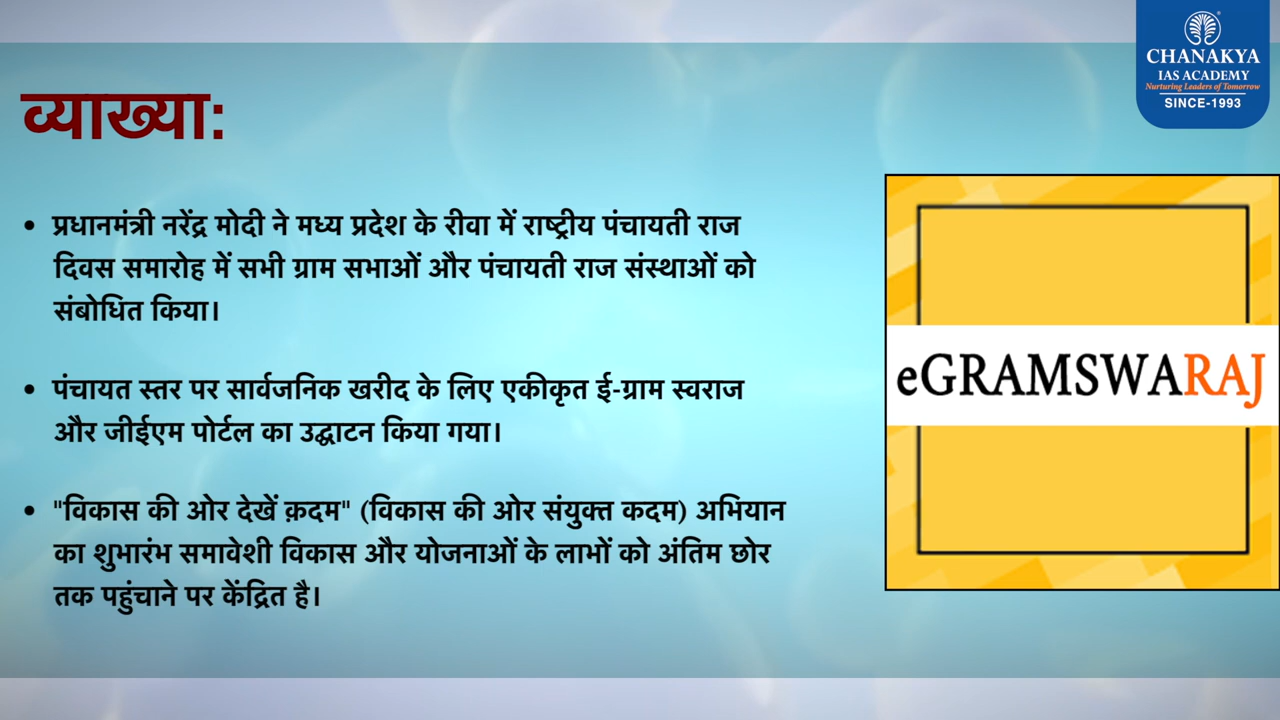 CHANAKYA
IAS ACADEMY
Nurturing Leaders of Tomorrow
SINCE-1993
व्याख्या:
• प्रधानमंत्री नरेंद्र मोदी ने मध्य प्रदेश के रीवा में राष्ट्रीय पंचायती राज
दिवस समारोह में सभी ग्राम सभाओं और पंचायती राज संस्थाओं को
संबोधित किया।
• पंचायत स्तर पर सार्वजनिक खरीद के लिए एकीकृत ई-ग्राम स्वराज
और जीईएम पोर्टल का उद्घाटन किया गया।
• "विकास की ओर देखें क़दम" (विकास की ओर संयुक्त कदम) अभियान
का शुभारंभ समावेशी विकास और योजनाओं के लाभों को अंतिम छोर
तक पहुंचाने पर केंद्रित है।
eGRAMSWARAJ